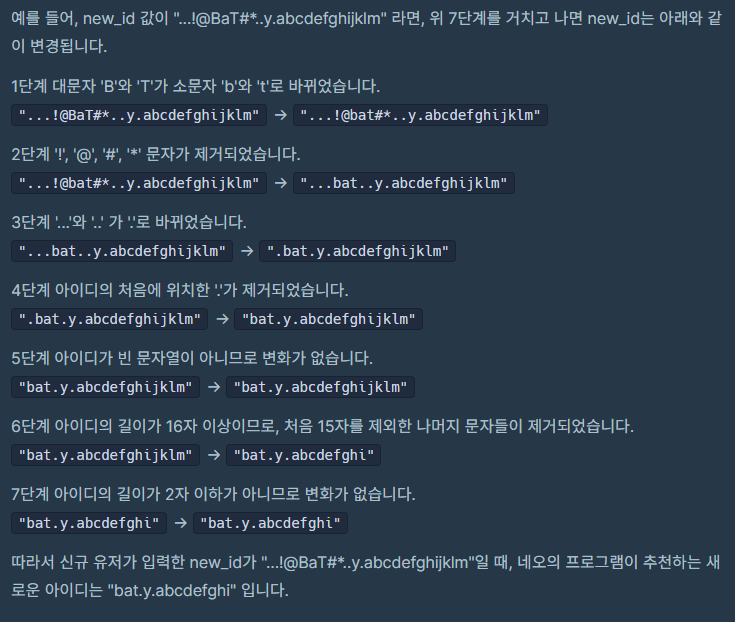 예를 들어, new_id 값이 "...!@BaT#*..y.abcdefghijklm" 라면, 위 7단계를 거치고 나면 new_id는 아래와 같
이 변경됩니다.
1단계 대문자 'B'와 'T'가 소문자 'b'와 't'로 바뀌었습니다.
"...!@BaT#*..y.abcdefghijklm" → "...!@bat#*..y.abcdefghijklm"
2단계 '!', '@', '#', '*' 문자가 제거되었습니다.
"...!@bat#*..y.abcdefghijklm" → "...bat..y.abcdefghijklm"
3단계 '...'와 '..' 가 '.'로 바뀌었습니다.
"...bat..y.abcdefghijklm" → ".bat.y.abcdefghijklm"
4단계 아이디의 처음에 위치한 '.'가 제거되었습니다.
".bat.y.abcdefghijklm" → "bat.y.abcdefghijklm"
5단계 아이디가 빈 문자열이 아니므로 변화가 없습니다.
"bat.y.abcdefghijklm" → "bat.y.abcdefghijklm"
6단계 아이디의 길이가 16자 이상이므로, 처음 15자를 제외한 나머지 문자들이 제거되었습니다.
"bat.y.abcdefghijklm" → "bat.y.abcdefghi"
7단계 아이디의 길이가 2자 이하가 아니므로 변화가 없습니다.
"bat.y.abcdefghi" → "bat.y.abcdefghi"
따라서 신규 유저가 입력한 new_id가 "...!@BaT#*..y.abcdefghijklm"일 때, 네오의 프로그램이 추천하는 새
로운 아이디는 "bat.y.abcdefghi" 입니다.